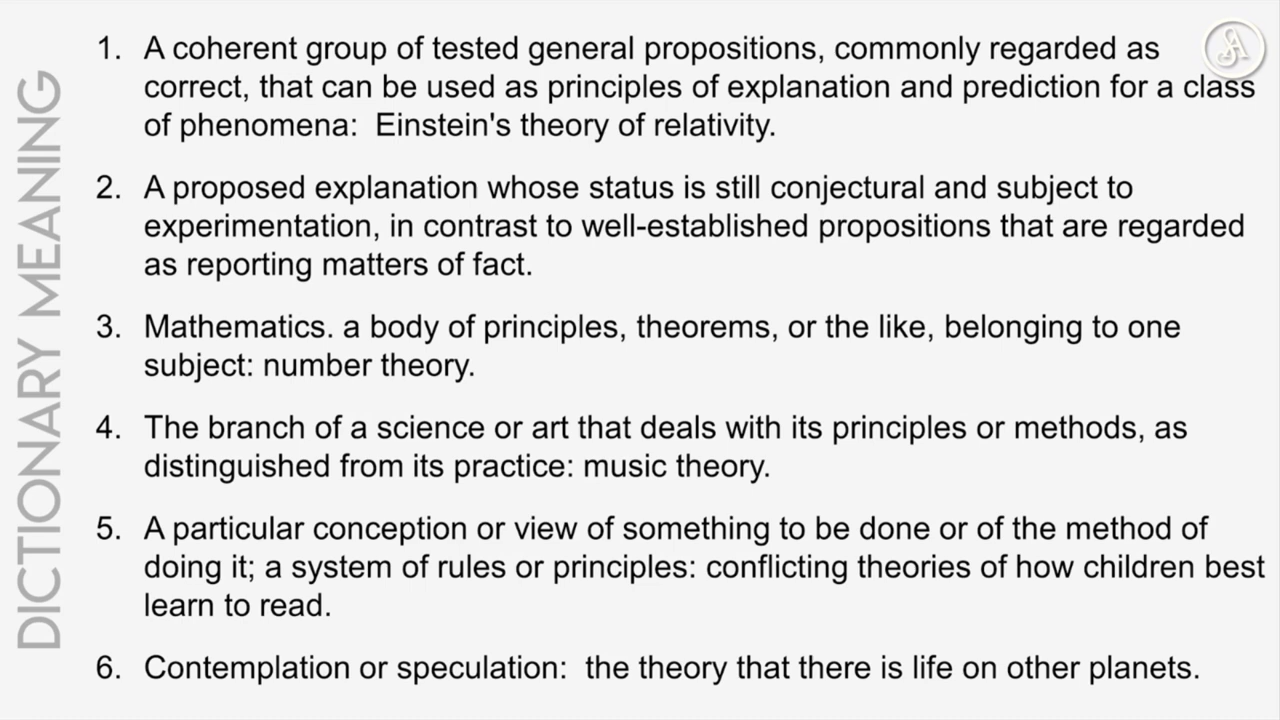 DICTIONARY MEANING
1. A coherent group of tested general propositions, commonly regarded as
correct, that can be used as principles of explanation and prediction for a class
of phenomena:  Einstein's theory of relativity.
2. A proposed explanation whose status is still conjectural and subject to
experimentation, in contrast to well-established propositions that are regarded
as reporting matters of fact.
3. Mathematics. a body of principles, theorems, or the like, belonging to one
subject: number theory.
4. The branch of a science or art that deals with its principles or methods, as
distinguished from its practice: music theory.
5. A particular conception or view of something to be done or of the method of
doing it; a system of rules or principles: conflicting theories of how children best
learn to read.
6. Contemplation or speculation:  the theory that there is life on other planets.